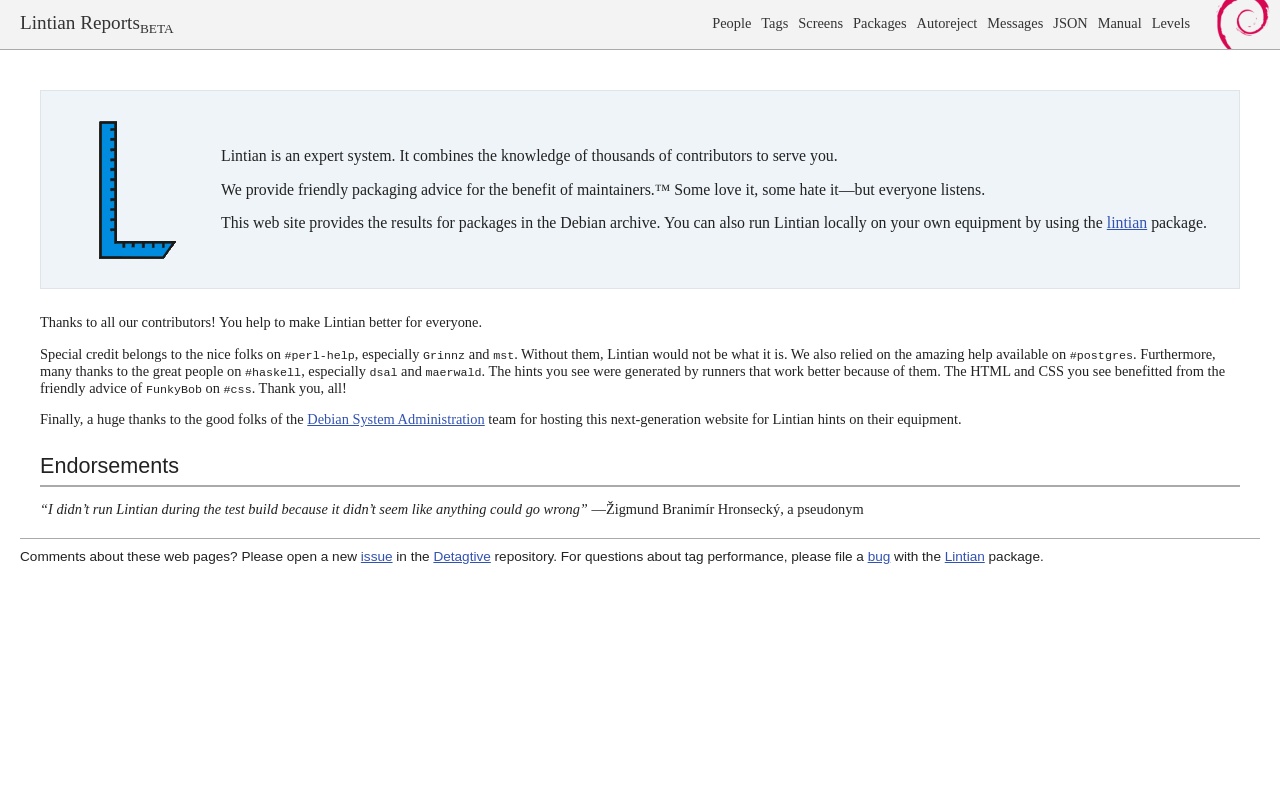 Lintian ReportsBETA
People Tags Screens Packages Autoreject Messages JSON Manual Levels
Lintian is an expert system. It combines the knowledge of thousands of contributors to serve you.
We provide friendly packaging advice for the benefit of maintainers.™ Some love it, some hate it—but everyone listens.
This web site provides the results for packages in the Debian archive. You can also run Lintian locally on your own equipment by using the lintian package.
Thanks to all our contributors! You help to make Lintian better for everyone.
Special credit belongs to the nice folks on #perl-help, especially Grinnz and mst. Without them, Lintian would not be what it is. We also relied on the amazing help available on #postgres. Furthermore,
many thanks to the great people on #haskell, especially dsal and maerwald. The hints you see were generated by runners that work better because of them. The HTML and CSS you see benefitted from the
friendly advice of FunkyBob on #css. Thank you, all!
Finally, a huge thanks to the good folks of the Debian System Administration team for hosting this next-generation website for Lintian hints on their equipment.
Endorsements
“I didn’t run Lintian during the test build because it didn’t seem like anything could go wrong” —Žigmund Branimír Hronsecký, a pseudonym
Comments about these web pages? Please open a new issue in the Detagtive repository. For questions about tag performance, please file a bug with the Lintian package.